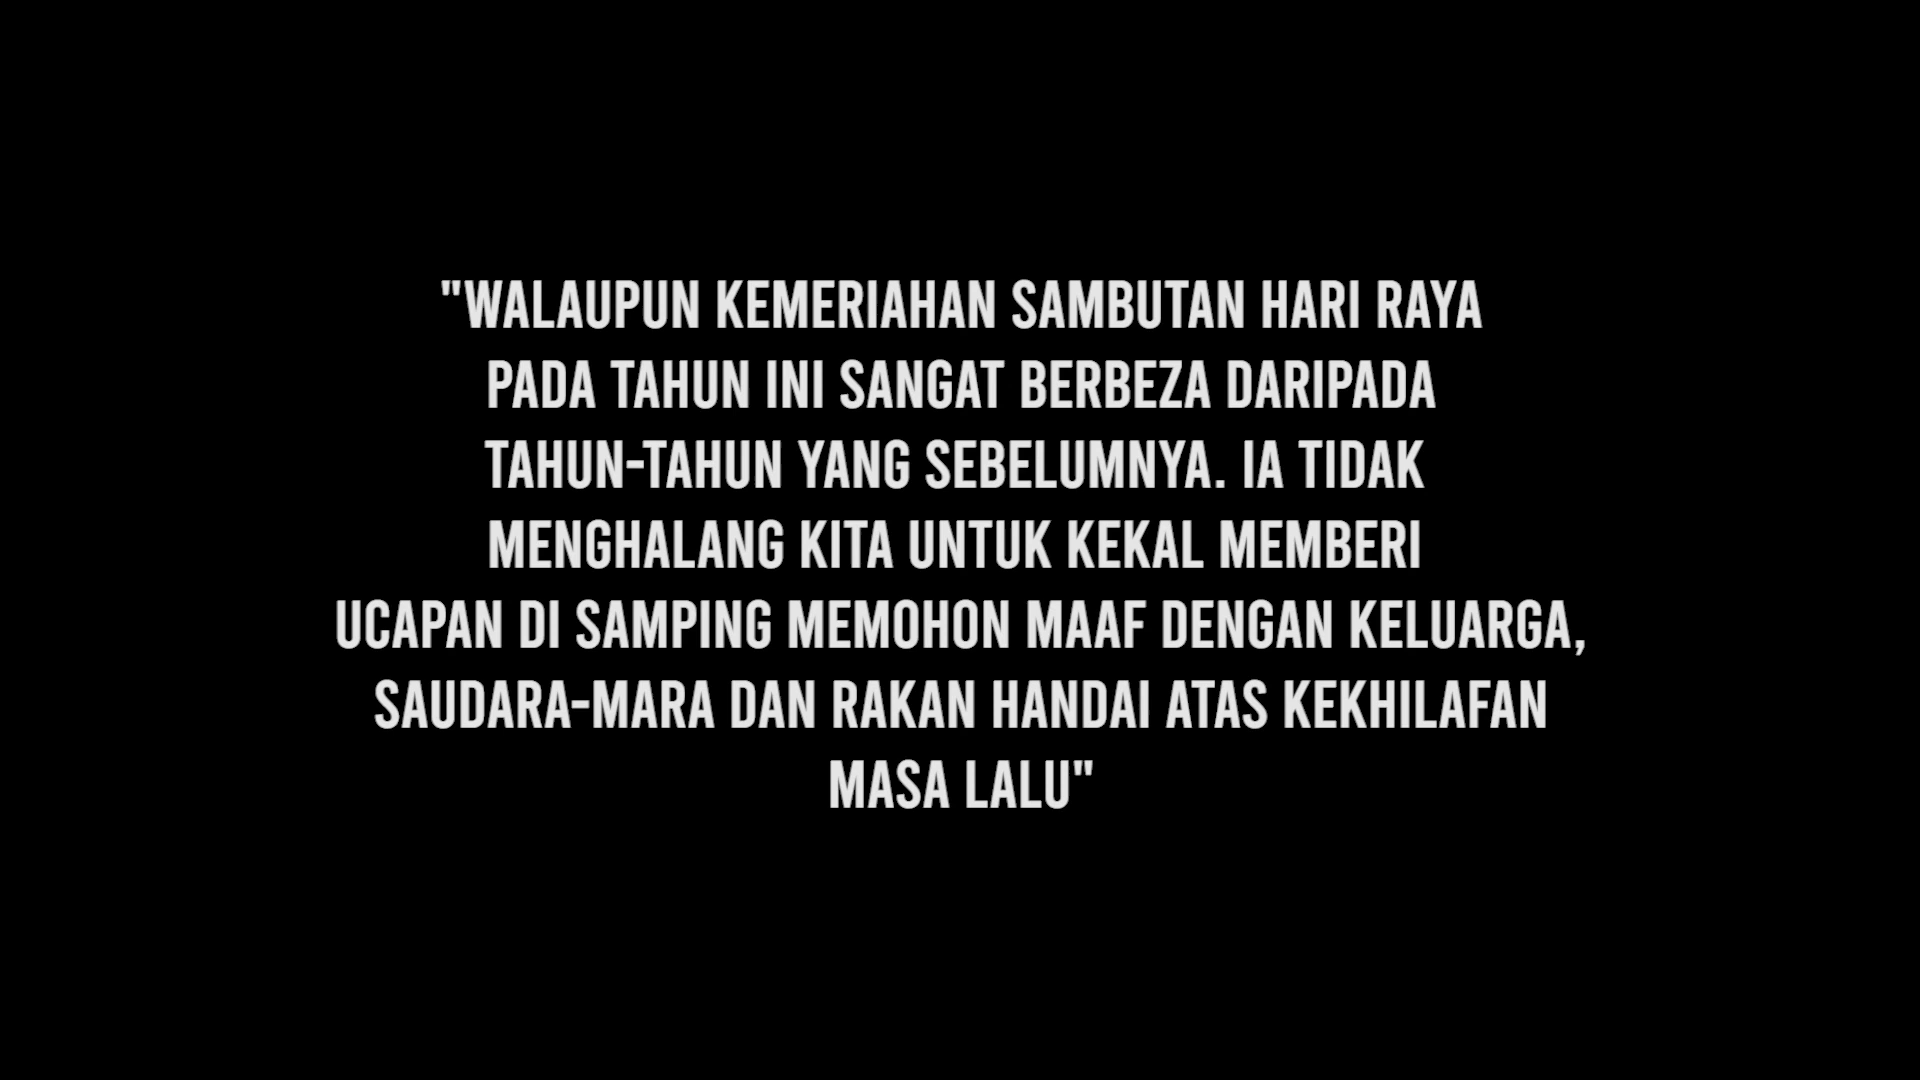 "WALAUPUN KEMERIAHAN SAMBUTAN HARI RAYA
PADA TAHUN INI SANGAT BERBEZA DARIPADA
TAHUN-TAHUN YANG SEBELUMNYA. IA TIDAK
MENGHALANG KITA UNTUK KEKAL MEMBERI
UCAPAN DI SAMPING MEMOHON MAAF DENGAN KELUARGA,
SAUDARA-MARA DAN RAKAN HANDAI ATAS KEKHILAFAN
MASA LALU"